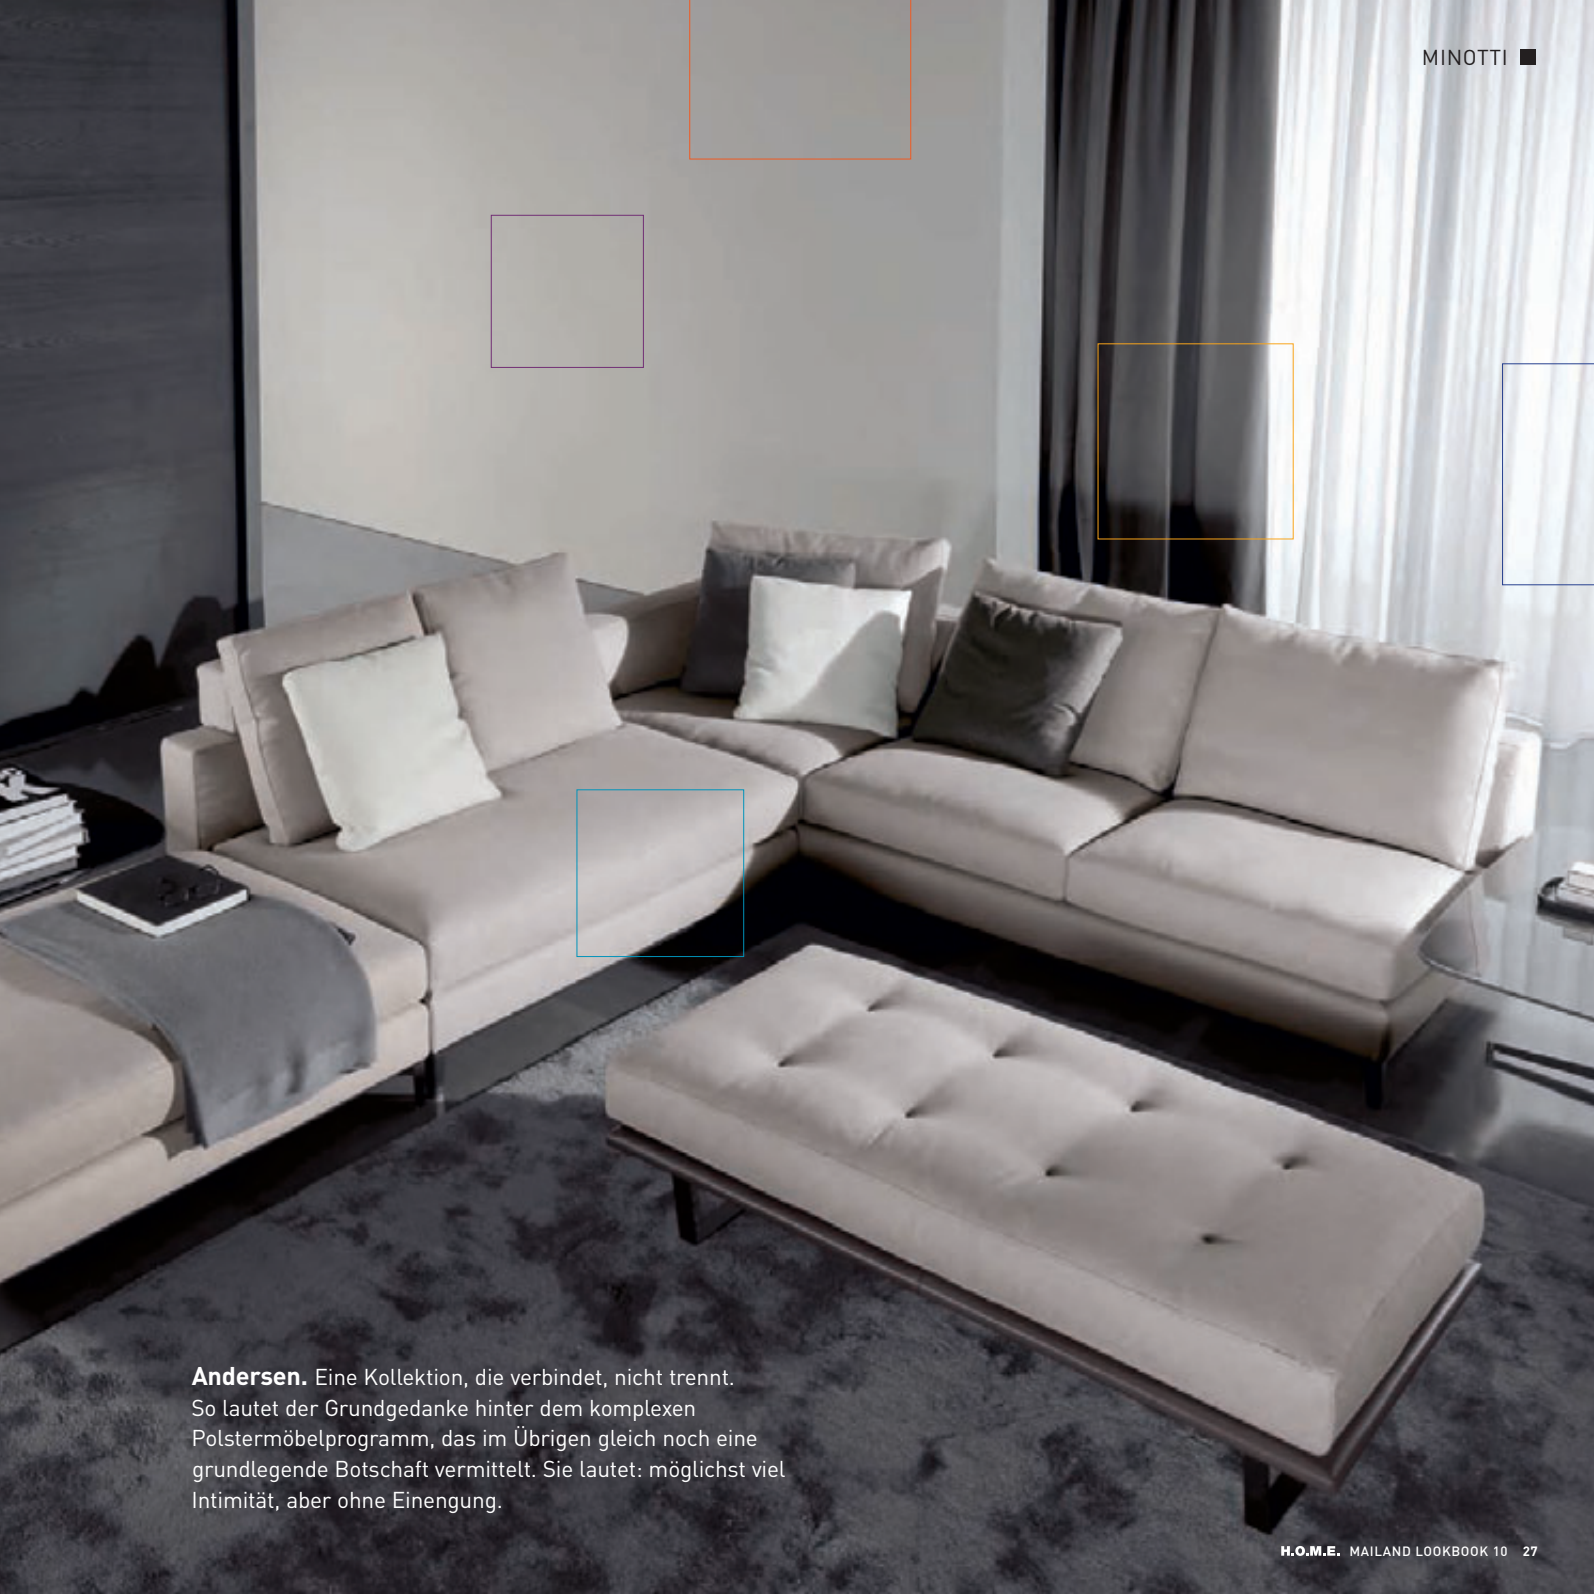 MINOTTI
Andersen. Eine Kollektion, die verbindet, nicht trennt.
So lautet der Grundgedanke hinter dem komplexen
Polstermöbelprogramm, das im Übrigen gleich noch eine
grundlegende Botschaft vermittelt. Sie lautet: möglichst viel
Intimität, aber ohne Einengung.
H.O.M.E. MAILAND LOOKBOOK 10 27